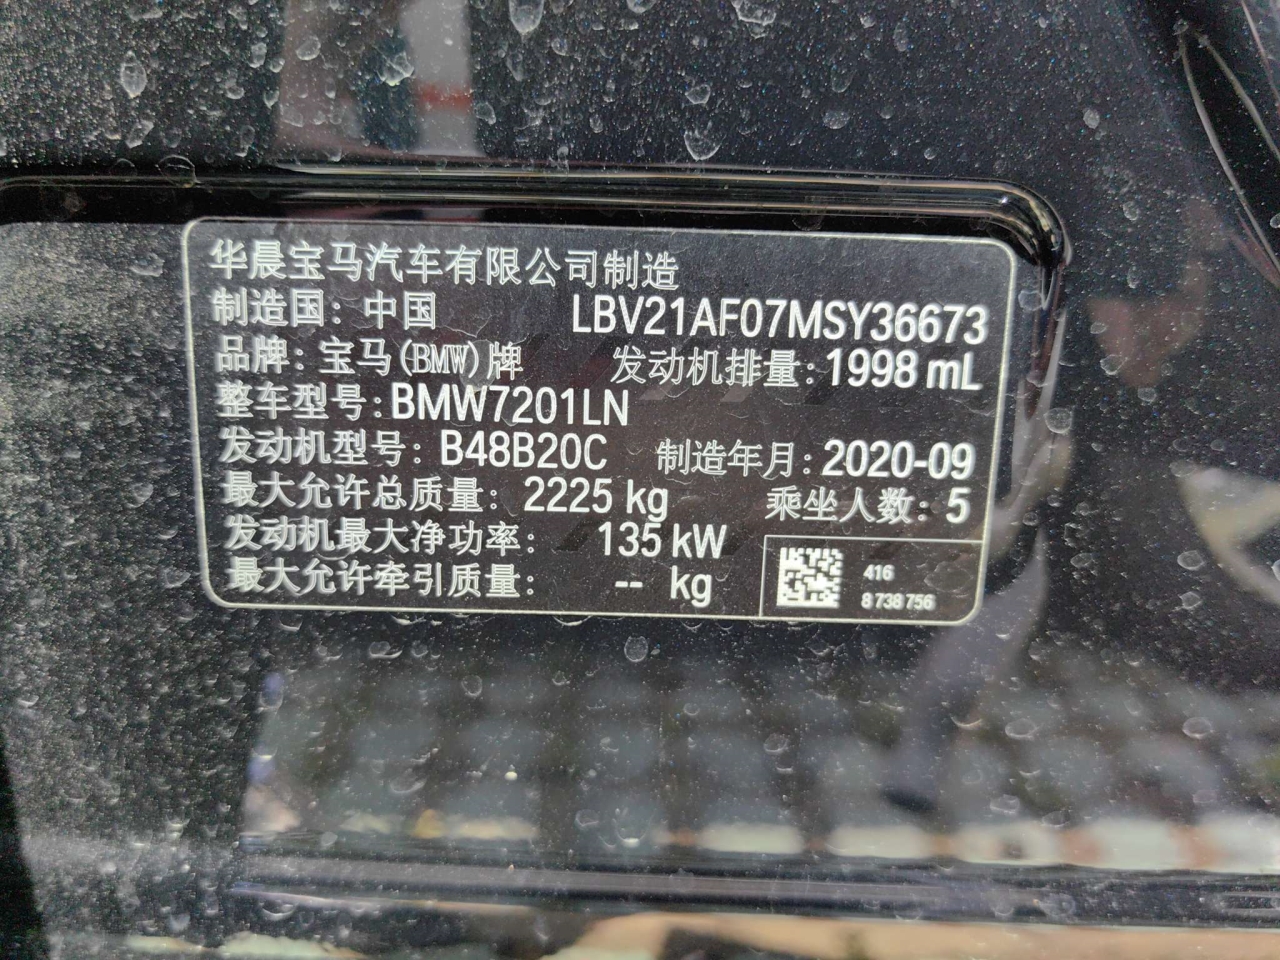 华晨宝马汽车有限公司制造
制造国：中国 LBV21AF07MSY36673
品牌：宝马(BMW)牌 发动机排量：1998 mL
整车型号：BMW7201LN
发动机型号：B48B20C 制造年月：2020-09
最大允许总质量：2225 kg 乘坐人数：5
发动机最大净功率：135 kW
最大允许牵引质量：-- kg
416
8 738 756